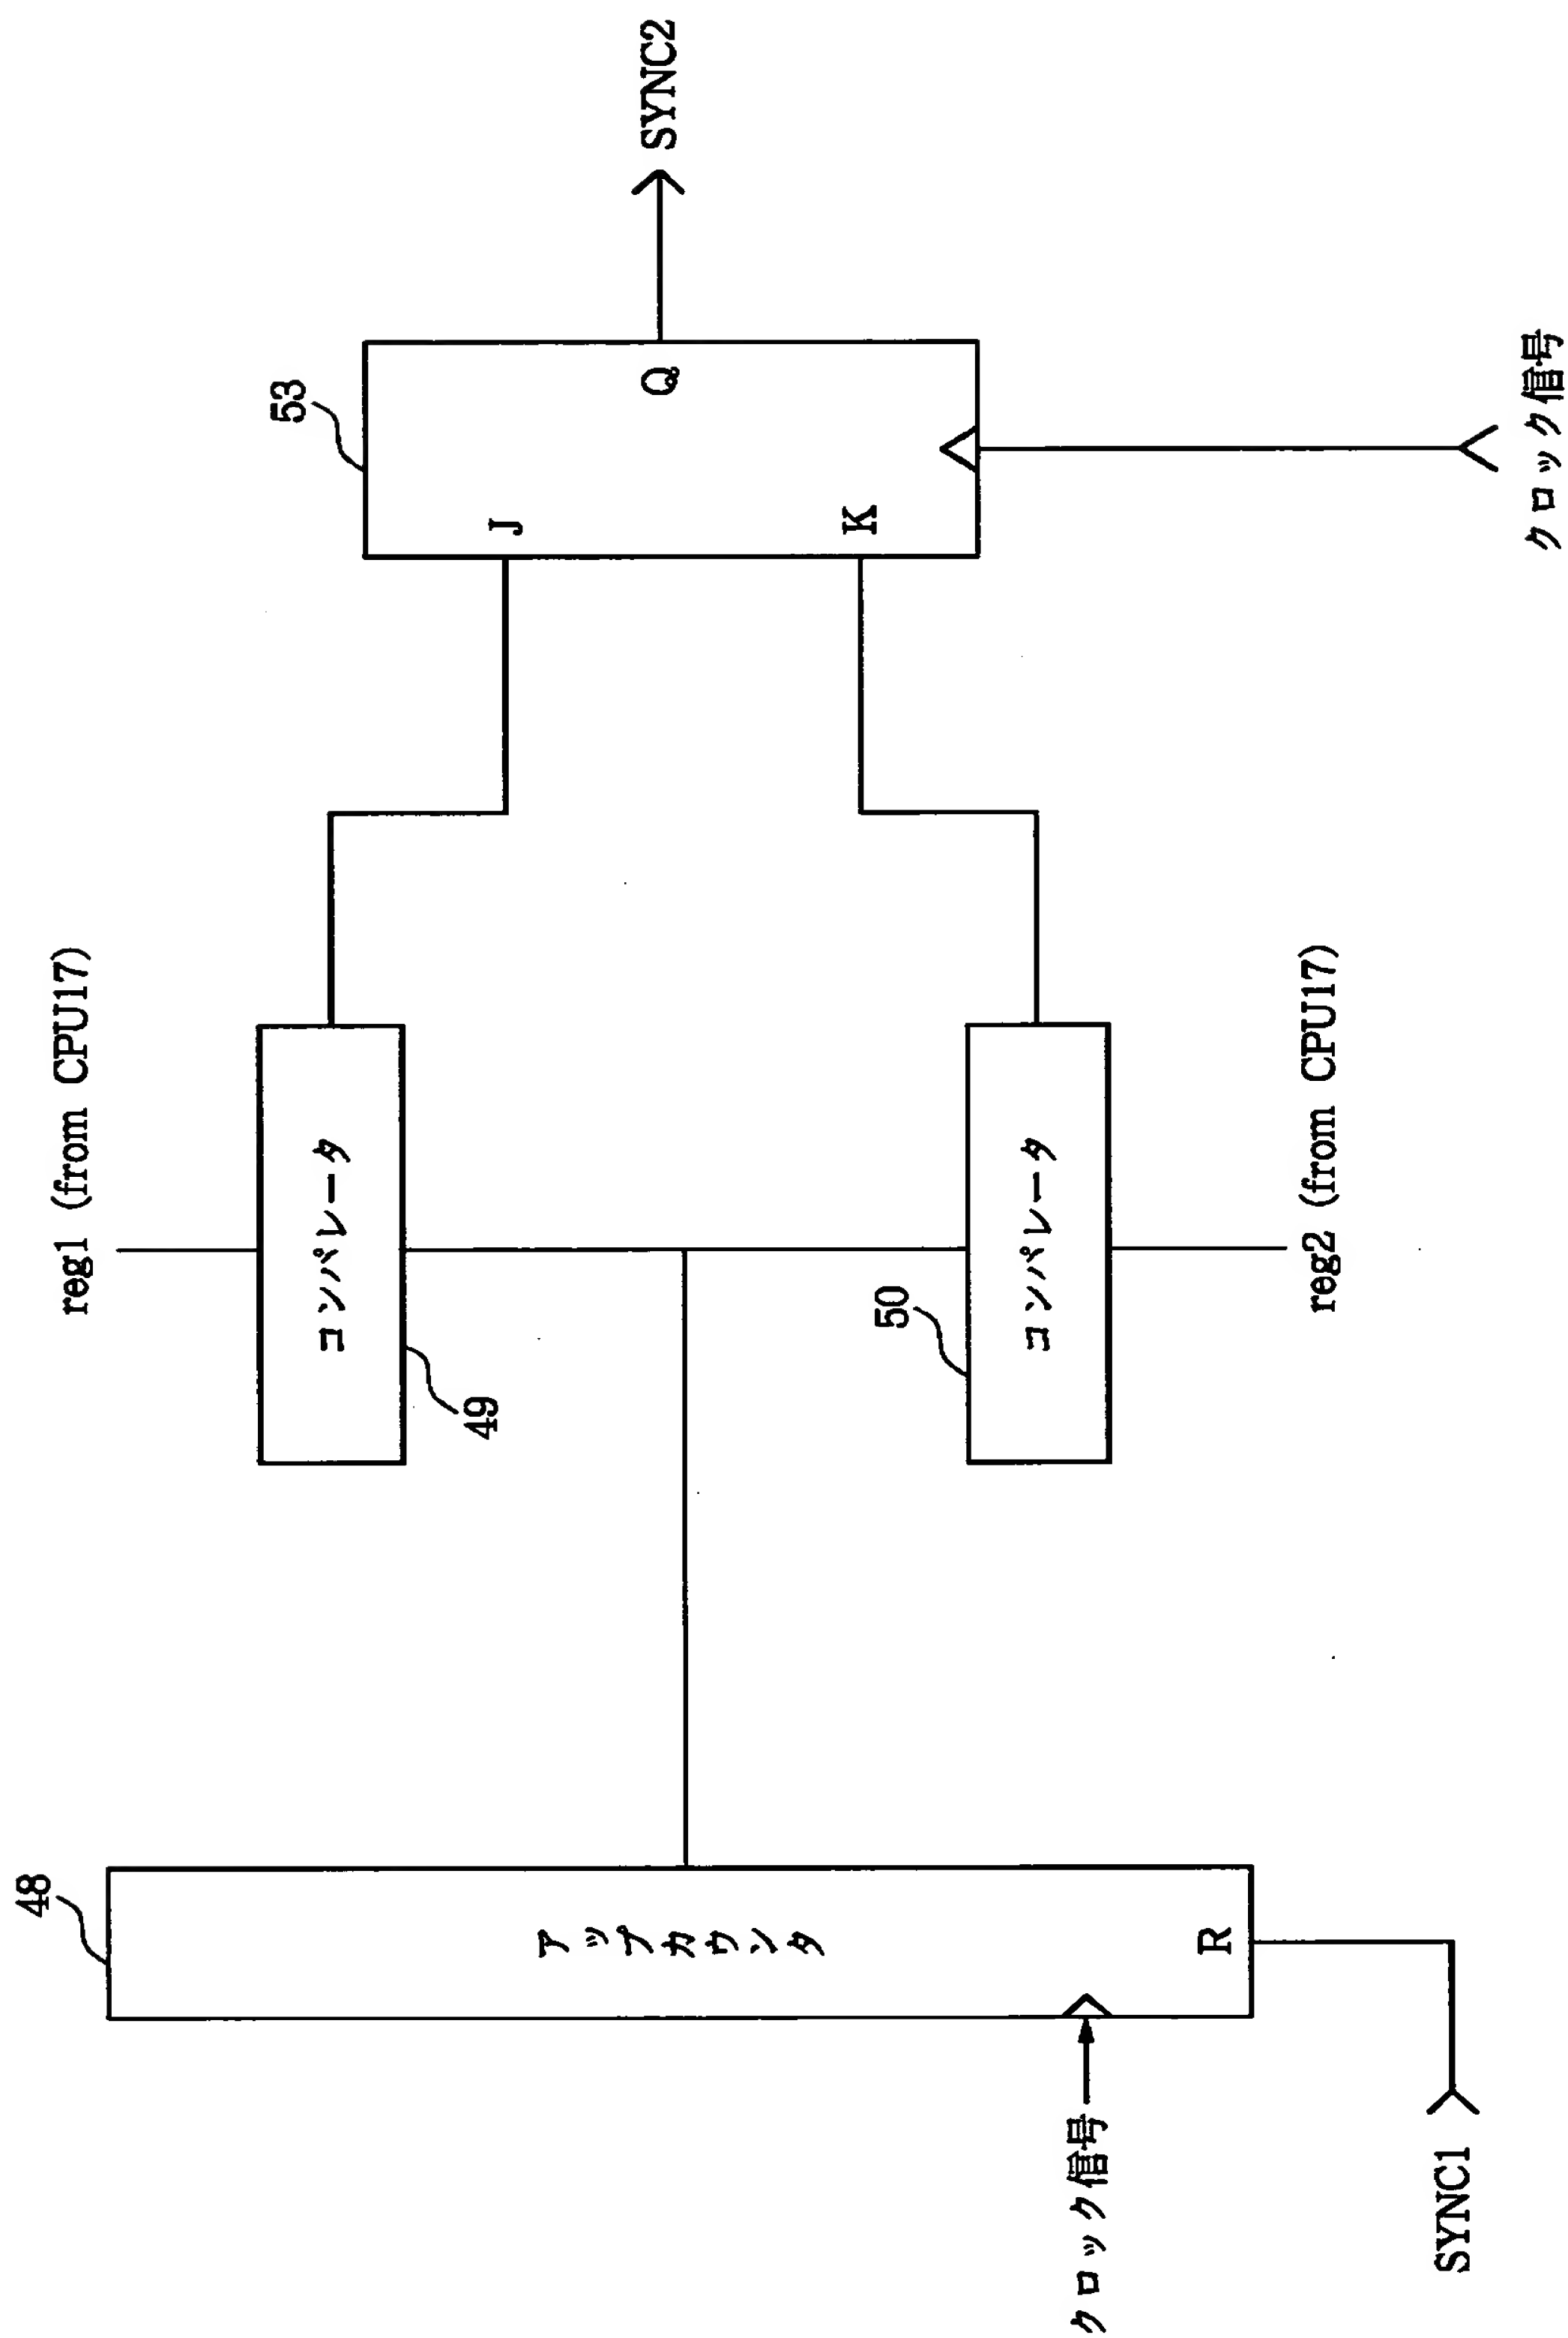 48
アップカウンタ
R
クロック信号
SYNC1
reg1 (from CPU17)
コンパレータ
49
50
コンパレータ
reg2 (from CPU17)
53
J
K
Q
クロック信号
SYNC2